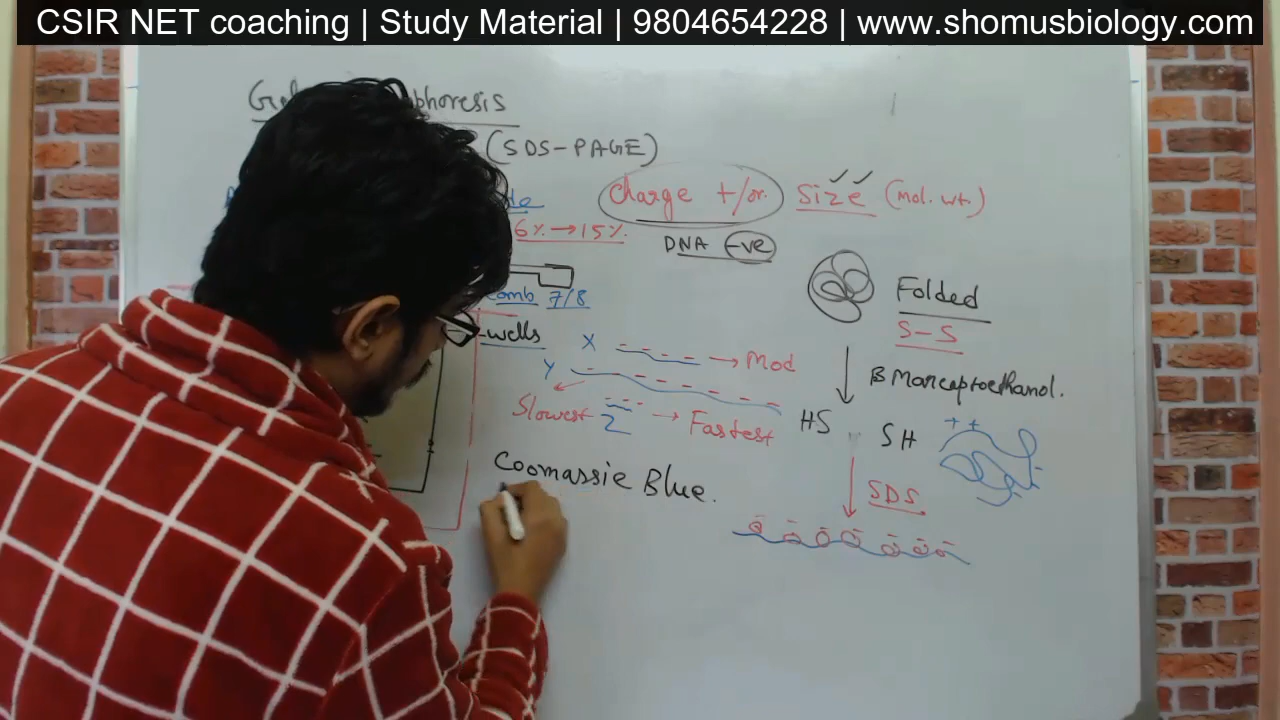 CSIR NET coaching | Study Material | 9804654228 | www.shomusbiology.com
(SDS-PAGE)
Charge +/or. Size (mol. wt.)
6% → 15%.
DNA -ve
comb 7/8
wells
Folded
S-S
X → Mod
Y
Slowest Z → Fastest
B Marcaptoethanol.
HS SH
++
Coomassie Blue.
SDS